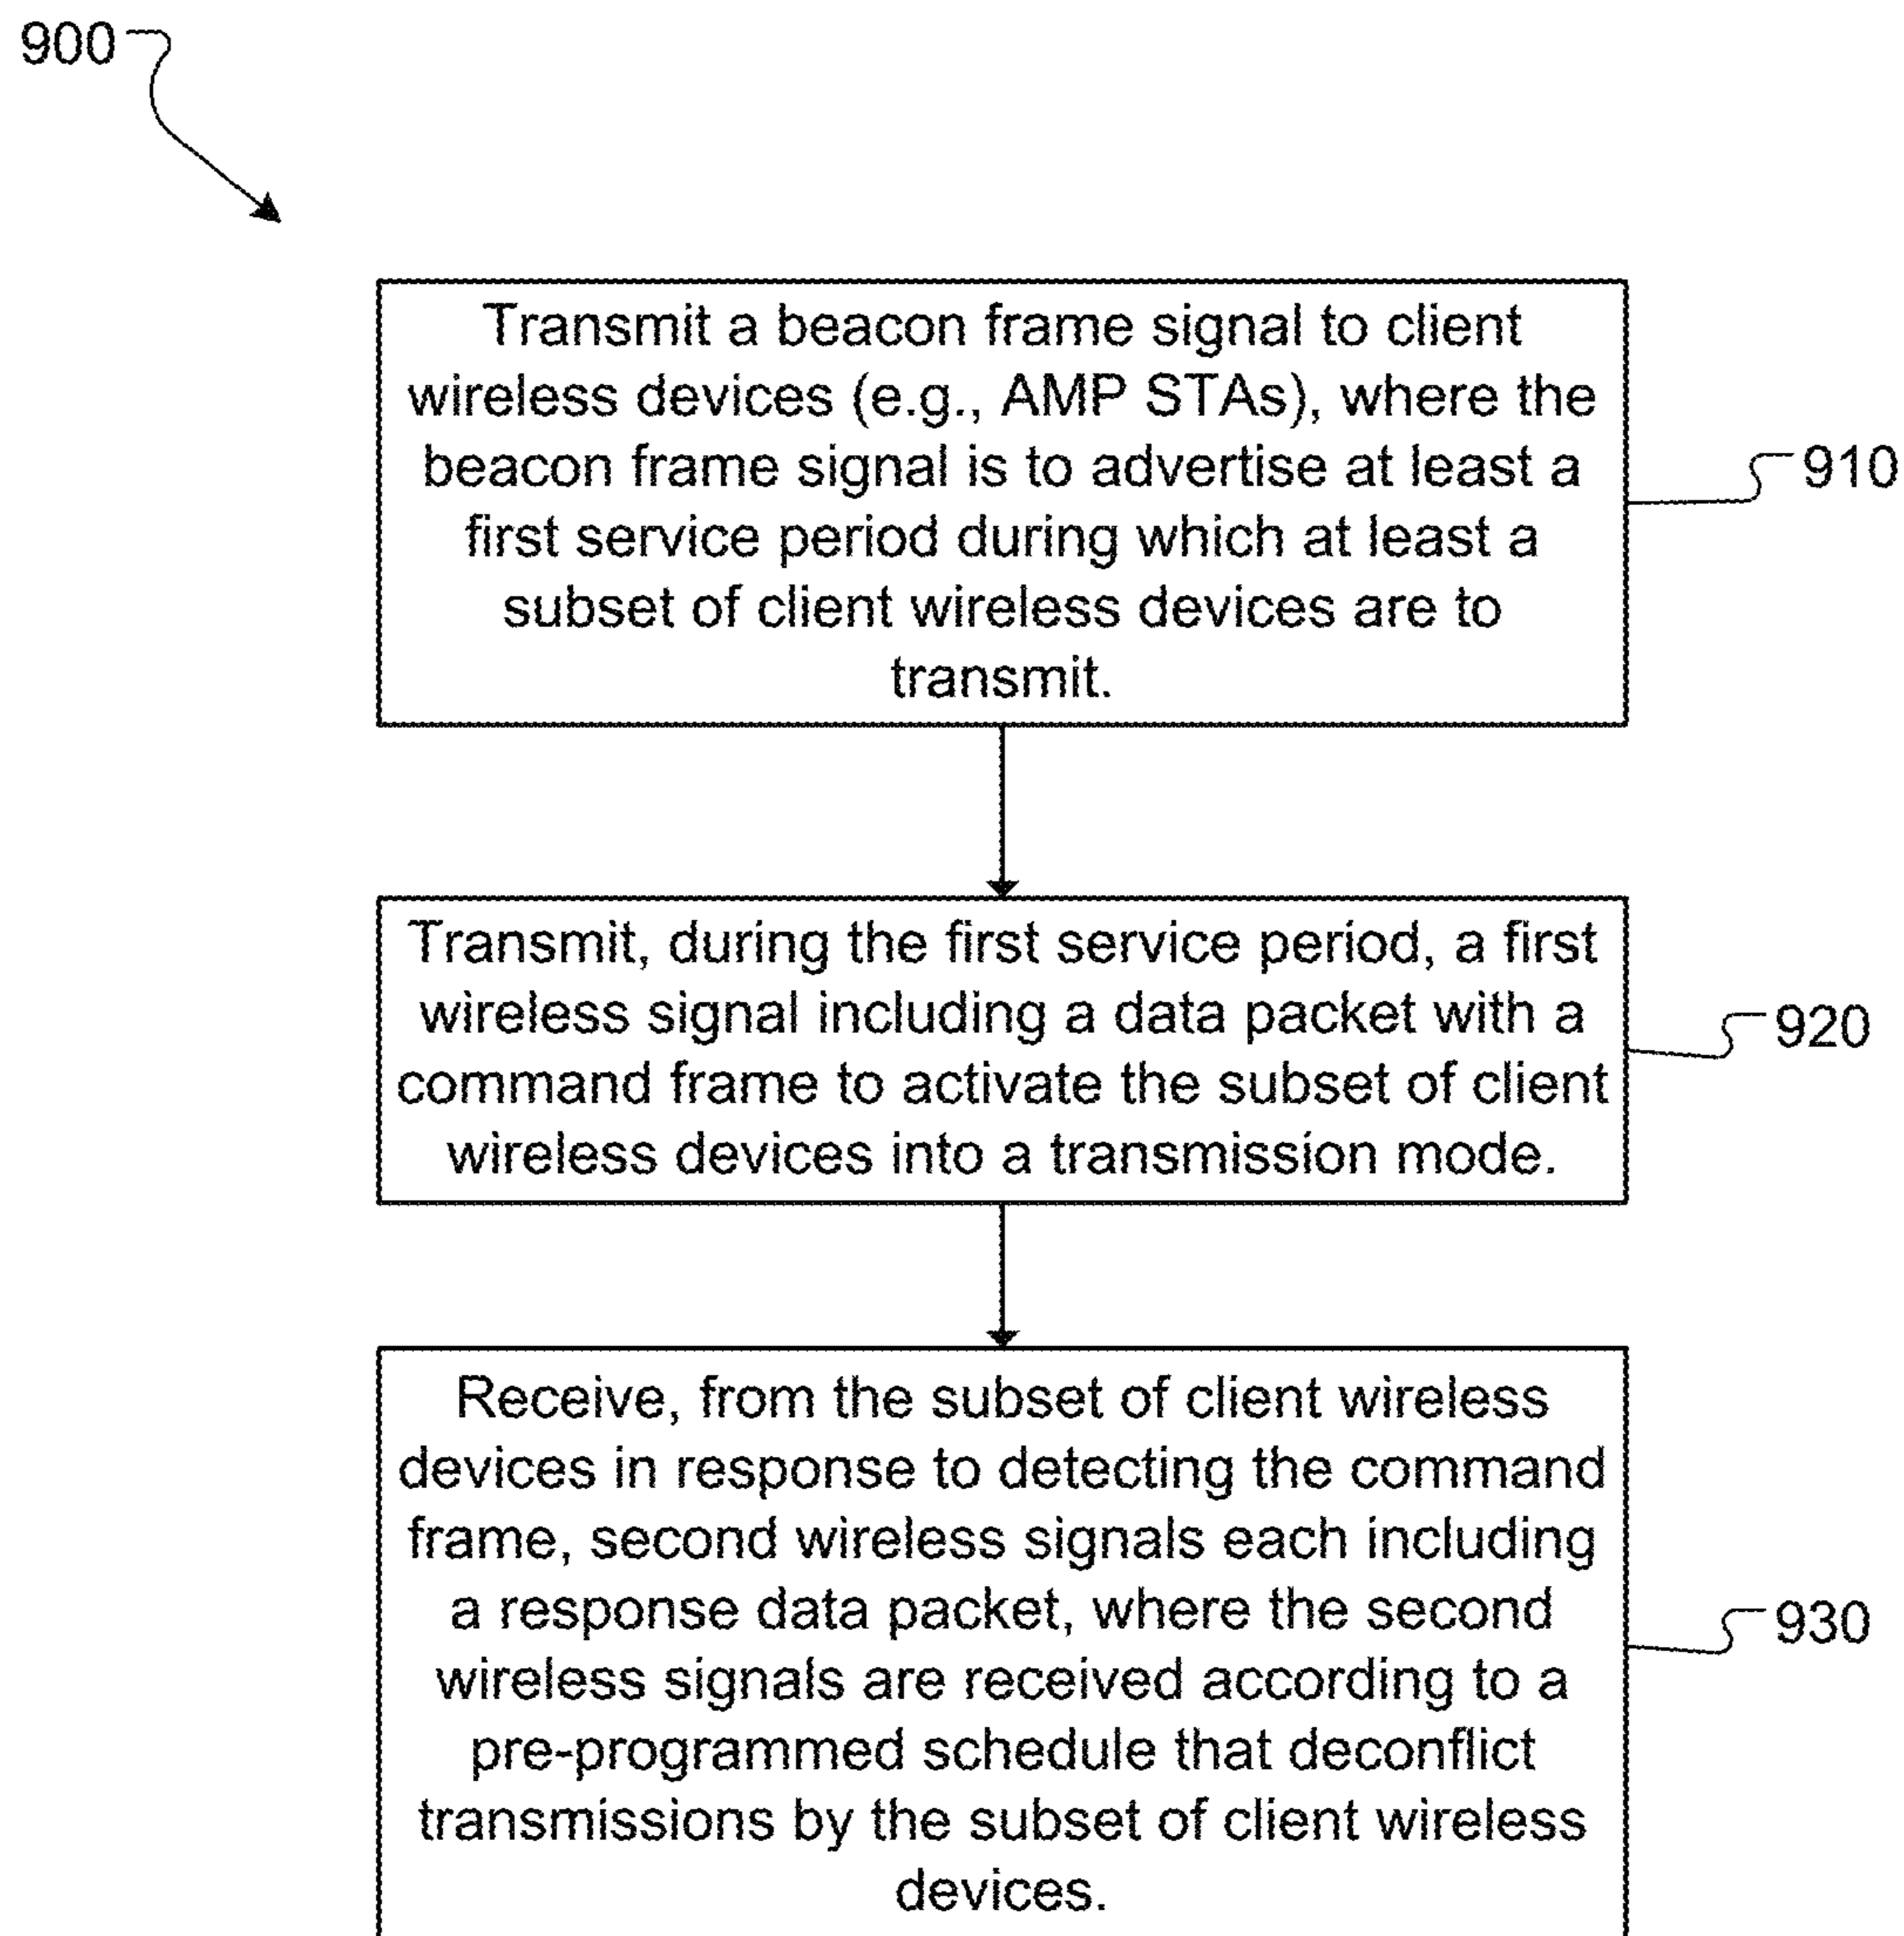 900
Transmit a beacon frame signal to client
wireless devices (e.g., AMP STAs), where the
beacon frame signal is to advertise at least a
first service period during which at least a
subset of client wireless devices are to
transmit.
910
Transmit, during the first service period, a first
wireless signal including a data packet with a
command frame to activate the subset of client
wireless devices into a transmission mode.
920
Receive, from the subset of client wireless
devices in response to detecting the command
frame, second wireless signals each including
a response data packet, where the second
wireless signals are received according to a
pre-programmed schedule that deconflict
transmissions by the subset of client wireless
devices.
930